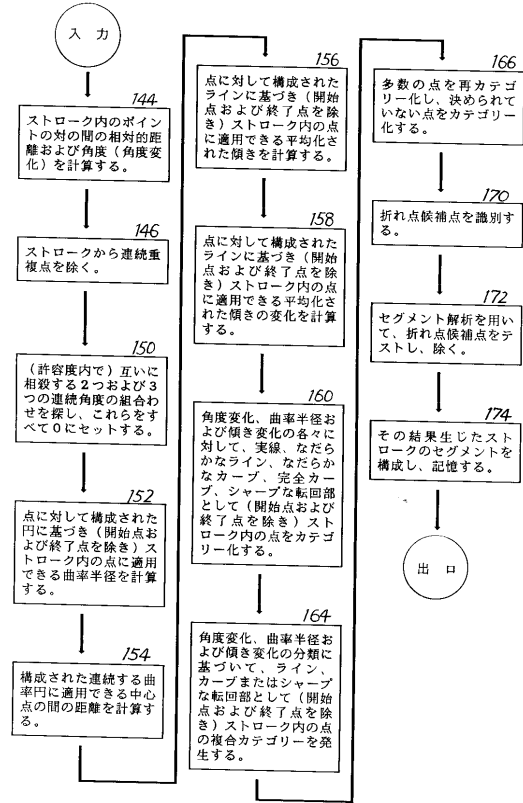 入 力
144
ストローク内のポイン
トの対の間の相対的距
離および角度（角度変
化）を計算する。
146
ストロークから連続重
複点を除く。
150
（許容度内で）互いに
相殺する２つおよび３
つの連続角度の組合わ
せを探し、これらをす
べて０にセットする。
152
点に対して構成された
円に基づき（開始点お
よび終了点を除き）ス
トローク内の点に適用
できる曲率半径を計算
する。
154
構成された連続する曲
率円に適用できる中心
点の間の距離を計算す
る。
156
点に対して構成された
ラインに基づき（開始
点および終了点を除
き）ストローク内の点
に適用できる平均化さ
れた傾きを計算する。
158
点に対して構成された
ラインに基づき（開始
点および終了点を除
き）ストローク内の点
に適用できる平均化さ
れた傾きの変化を計算
する。
160
角度変化、曲率半径お
よび傾き変化の各々に
対して、実線、なだら
かなライン、なだらか
なカーブ、完全カー
ブ、シャープな転回部
として（開始点および
終了点を除き）ストロ
ーク内の点をカテゴリ
ー化する。
164
角度変化、曲率半径お
よび傾き変化の分類に
基づいて、ライン、
カーブまたはシャープ
な転回部として（開始
点および終了点を除
き）ストローク内の点
の複合カテゴリーを発
生する。
166
多数の点を再カテゴリ
ー化し、決められてい
ない点をカテゴリー化
する。
170
折れ点候補点を識別す
る。
172
セグメント解析を用い
て、折れ点候補点をテ
ストし、除く。
174
その結果生じたストロ
ークのセグメントを構
成し、記憶する。
出 口